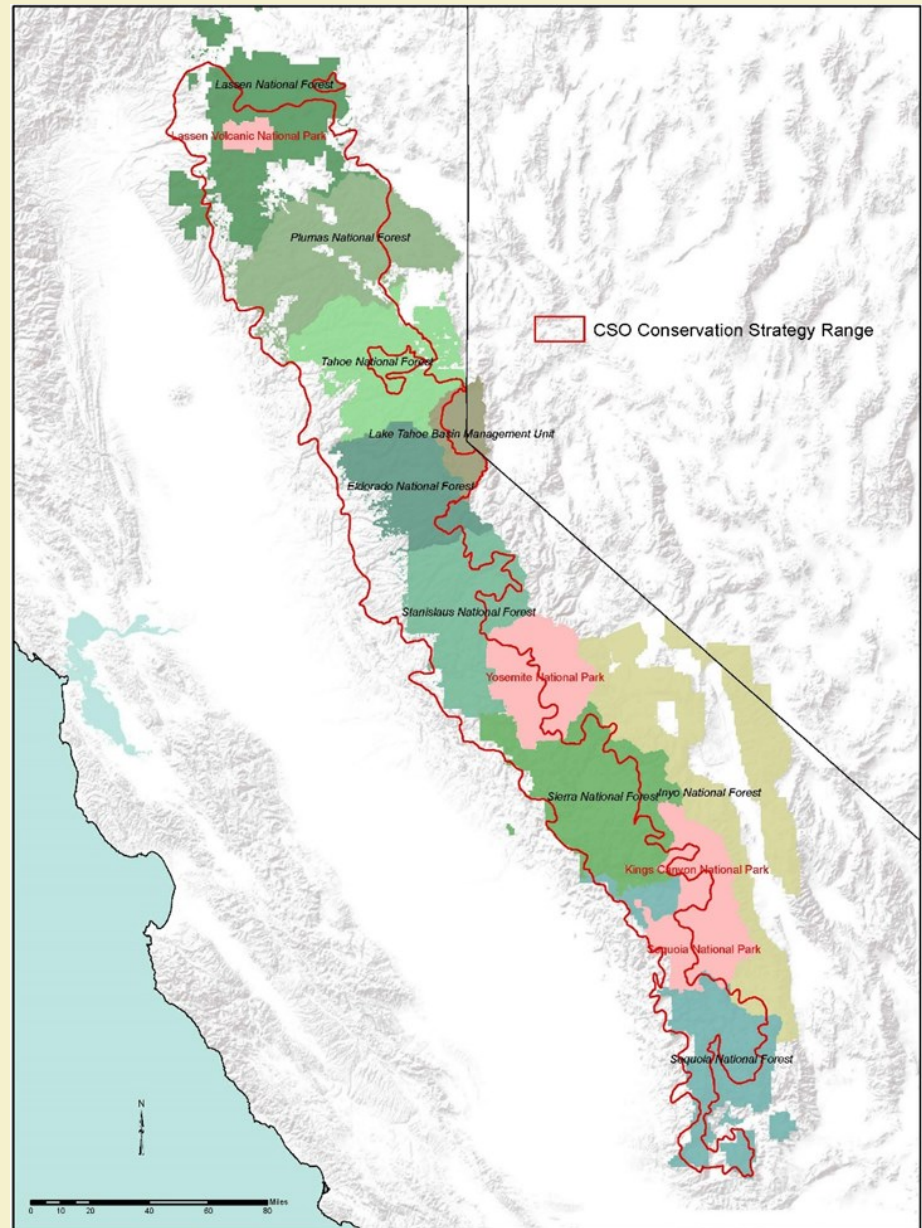 Lassen National Forest
Lassen Volcanic National Park
Plumas National Forest
CSO Conservation Strategy Range
Tahoe National Forest
Lake Tahoe Basin Management Unit
Eldorado National Forest
Stanislaus National Forest
Yosemite National Park
Sierra National Forest
Inyo National Forest
Kings Canyon National Park
Sequoia National Park
Sequoia National Forest
N
Miles
0 10 20 40 60 80